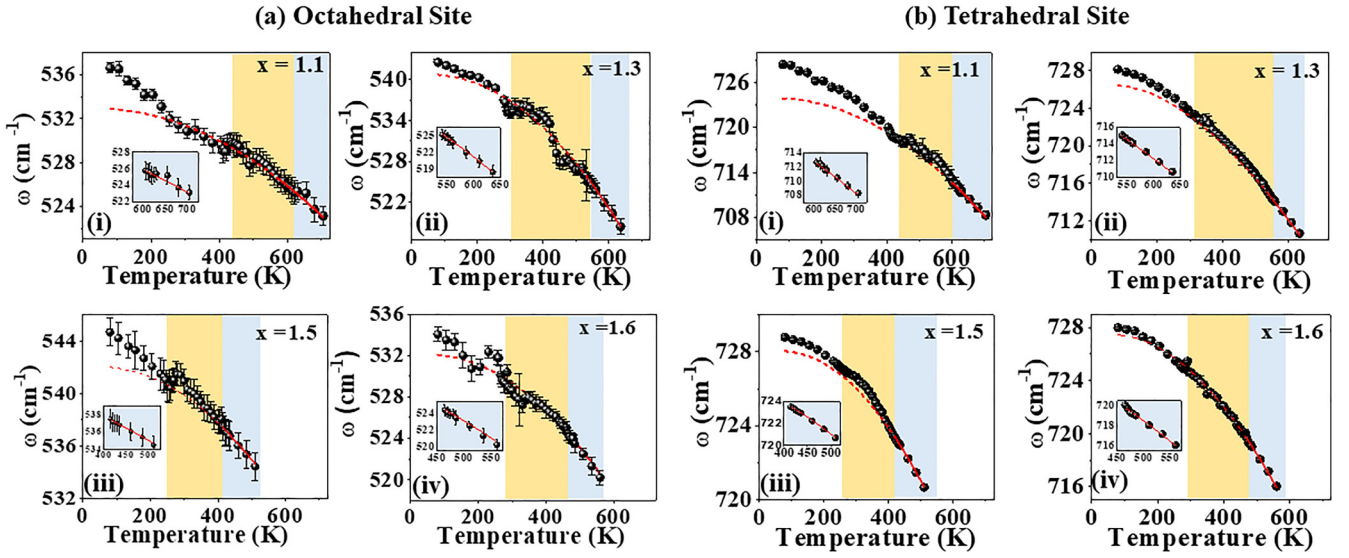 (a) Octahedral Site
536
532
528
524
ω (cm⁻¹)
x = 1.1
528
526
524
522
600 650 700
(i)
0 200 400 600
Temperature (K)
540
534
528
522
x =1.3
525
522
519
550 600 650
(ii)
0 200 400 600
Temperature (K)
544
540
536
532
ω (cm⁻¹)
x =1.5
538
536
533
531
400 450 500
(iii)
0 200 400 600
Temperature (K)
536
532
528
524
520
ω (cm⁻¹)
x =1.6
524
522
520
450 500 550
(iv)
0 200 400 600
Temperature (K)
(b) Tetrahedral Site
726
720
714
708
ω (cm⁻¹)
x =1.1
714
712
710
708
600 650 700
(i)
0 200 400 600
Temperature (K)
728
724
720
716
712
x =1.3
716
714
712
710
550 600 650
(ii)
0 200 400 600
Temperature (K)
728
724
720
ω (cm⁻¹)
x =1.5
724
722
720
400 450 500
(iii)
0 200 400 600
Temperature (K)
728
724
720
716
x =1.6
720
718
716
450 500 550
(iv)
0 200 400 600
Temperature (K)